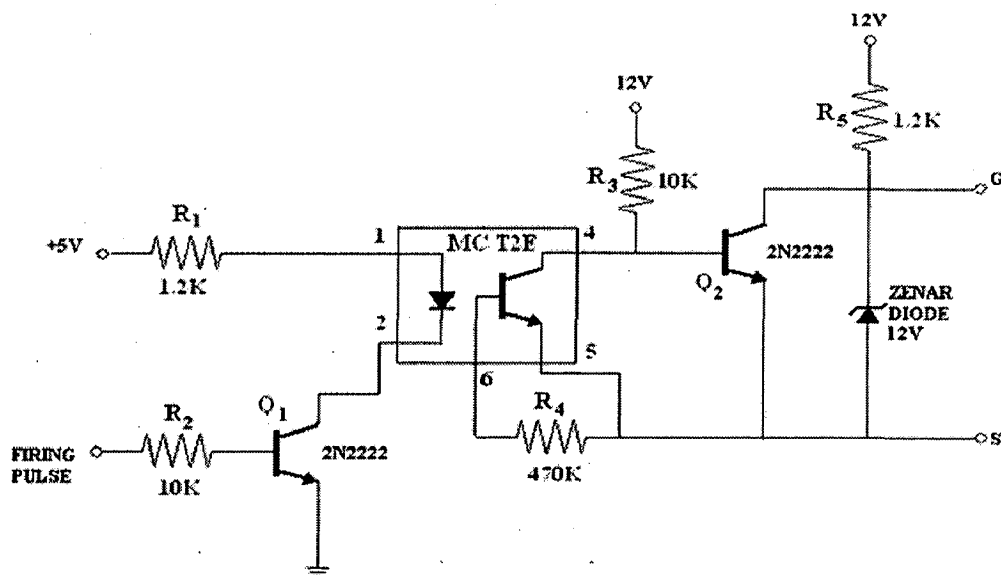 12V
12V
R5
1.2K
R3
10K
G
R1
+5V
1.2K
1
MC T2E
4
2N2222
Q2
ZENAR
DIODE
12V
2
5
6
R2
Q1
R4
FIRING
PULSE
10K
2N2222
470K
S